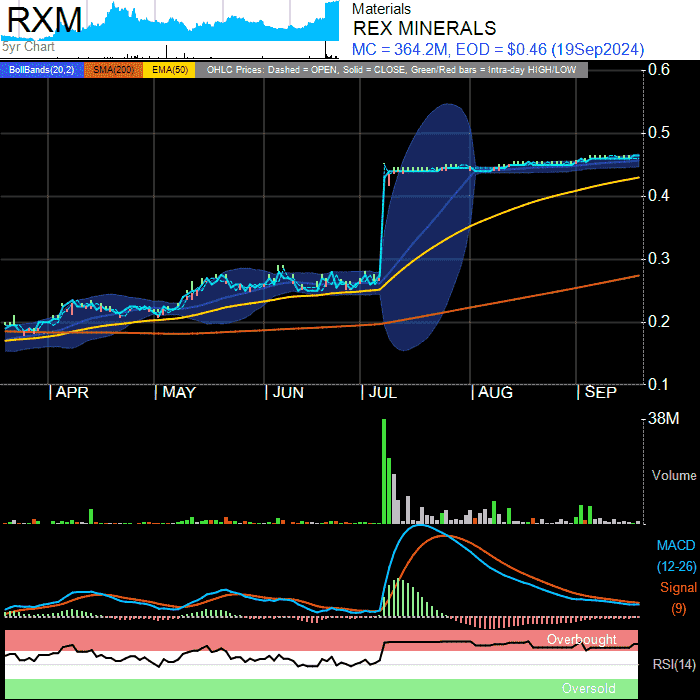 RXM
5yr Chart
Materials
REX MINERALS
MC = 364.2M, EOD = $0.46 (19Sep2024)
BollBands(20,2) SMA(200) EMA(50) OHLC Prices: Dashed = OPEN, Solid = CLOSE, Green/Red bars = Intra-day HIGH/LOW
0.6
0.5
0.4
0.3
0.2
0.1
APR MAY JUN JUL AUG SEP
38M
Volume
MACD
(12-26)
Signal
(9)
Overbought
RSI(14)
Oversold